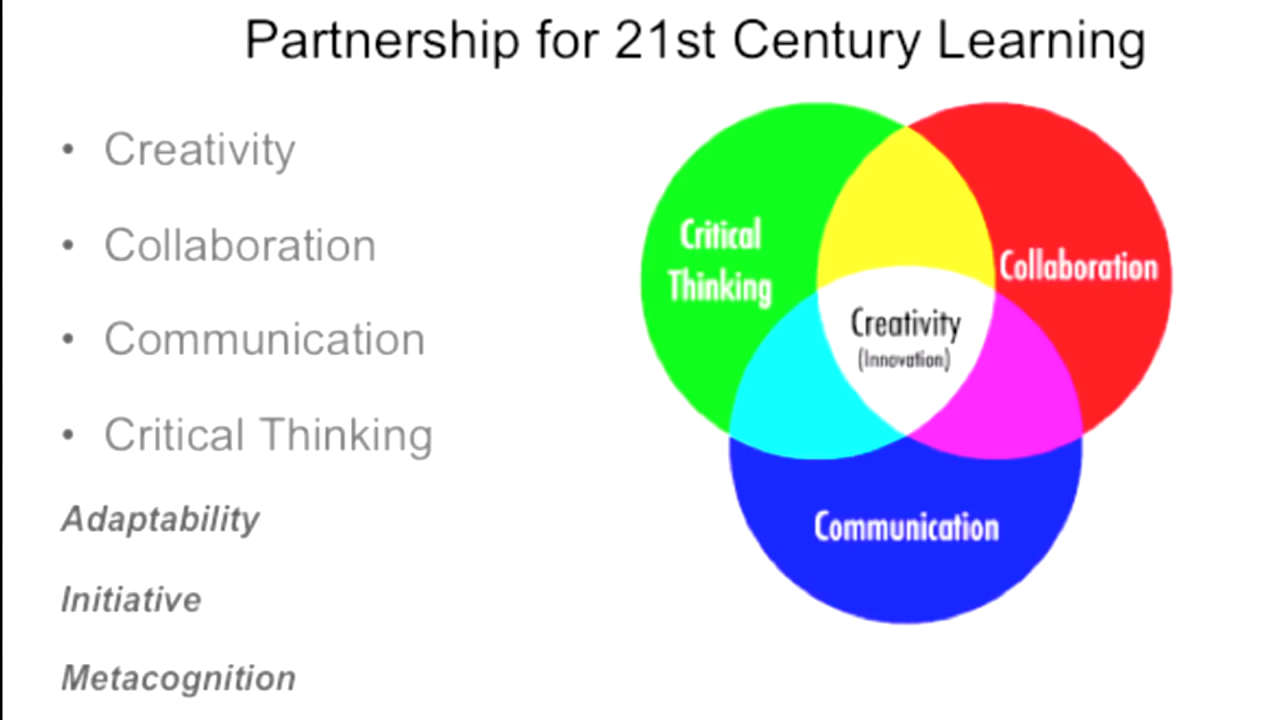 Partnership for 21st Century Learning
• Creativity
• Collaboration
• Communication
• Critical Thinking
Adaptability
Initiative
Metacognition
Critical
Thinking
Collaboration
Creativity
(Innovation)
Communication